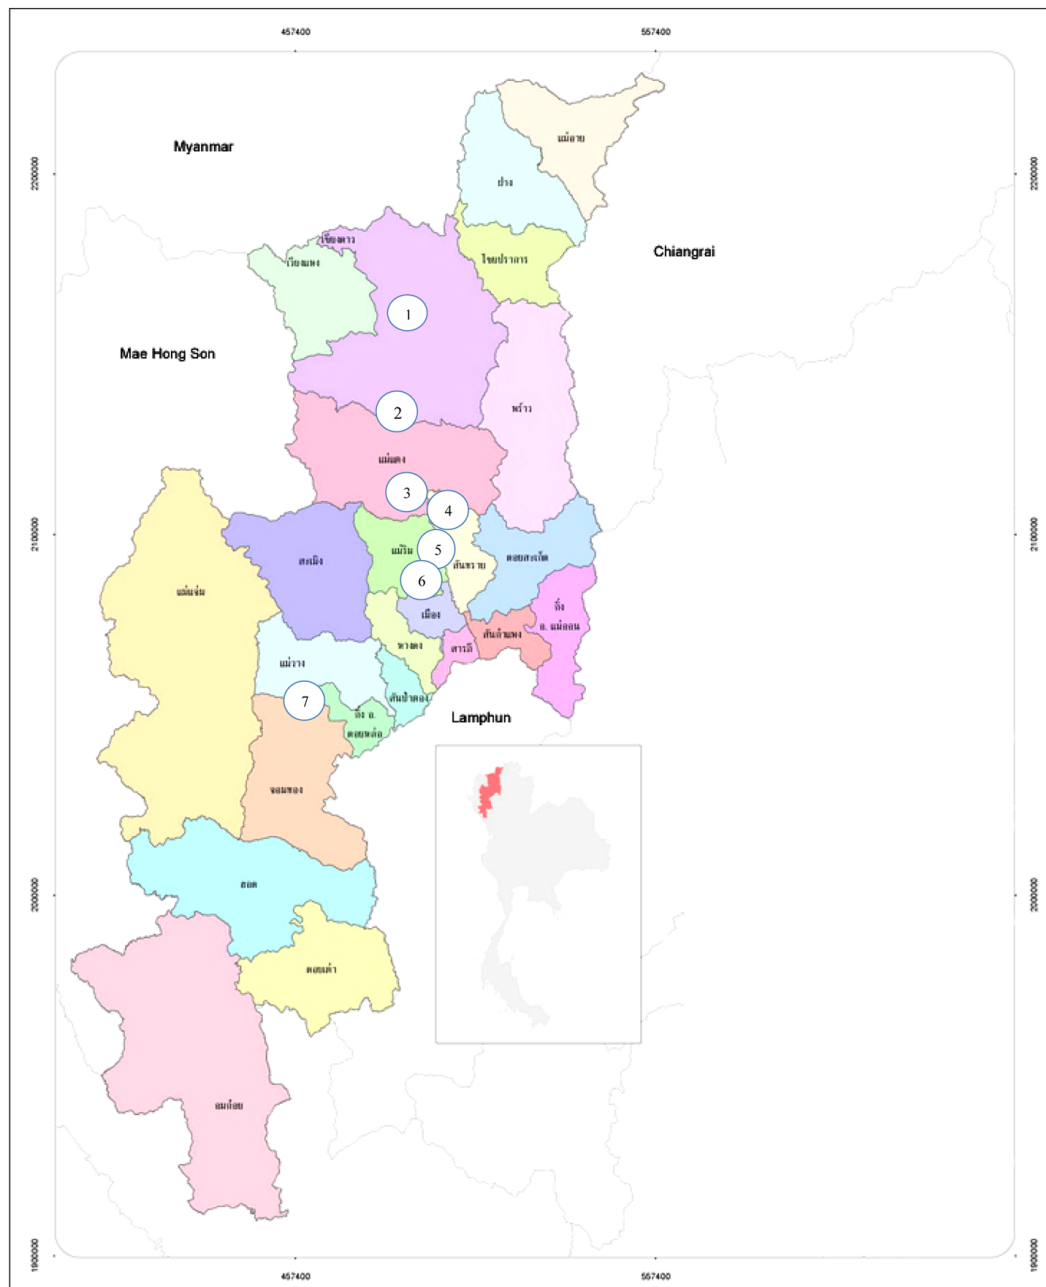 457400 557400
Myanmar
แม่อาย
2200000 2200000
ฝาง
เชียงดาว
Chiangrai
ไชยปราการ
เวียงแหง
1
Mae Hong Son
พร้าว
2
แม่แตง
3
4
2100000 2100000
5
แม่ริม
ดอยสะเก็ด
สะเมิง
สันทราย
6
แม่แจ่ม
กิ่ง
อ. แม่ออน
เมือง
สันกำแพง
หางดง
สารภี
แม่วาง
สันป่าตอง
7
กิ่ง อ.
ดอยหล่อ
Lamphun
จอมทอง
ฮอด
2000000 2000000
ดอยเต่า
อมก๋อย
1900000 1900000
457400 557400